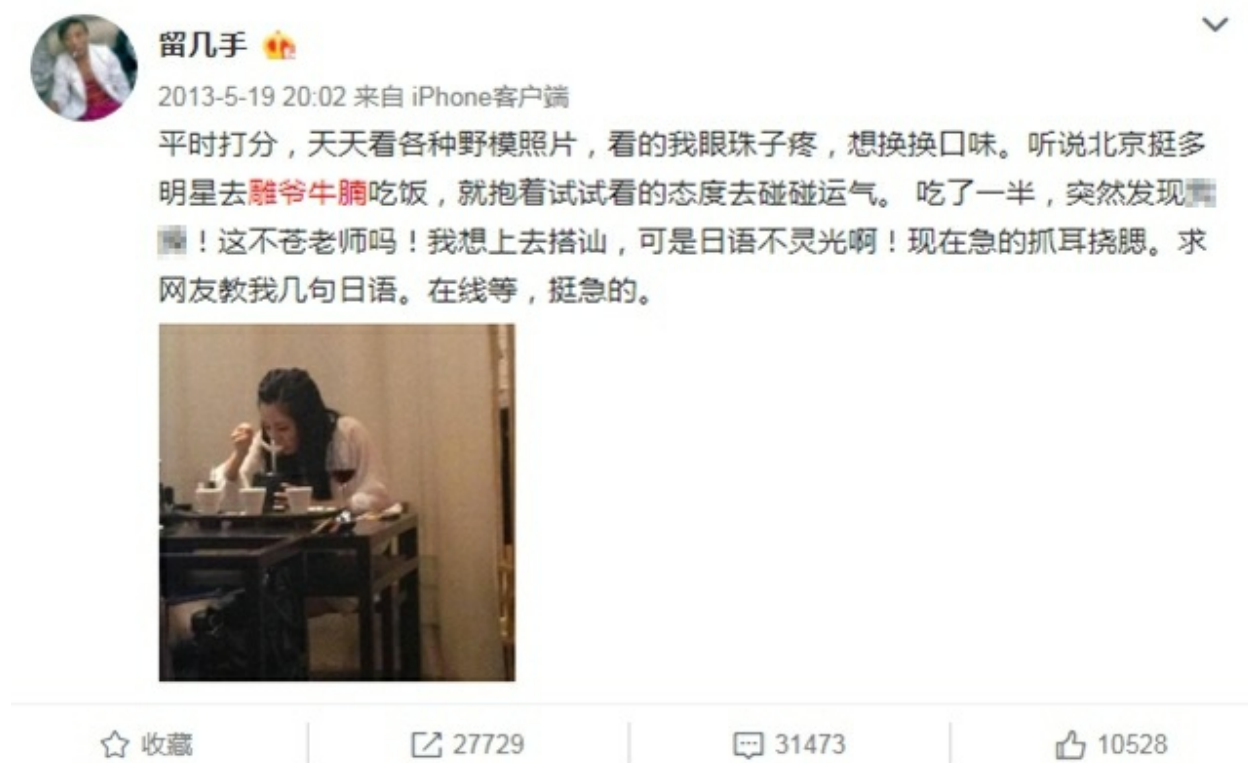 留几手
2013-5-19 20:02 来自 iPhone客户端
平时打分，天天看各种野模照片，看的我眼珠子疼，想换换口味。听说北京挺多
明星去雕爷牛腩吃饭，就抱着试试看的态度去碰碰运气。 吃了一半，突然发现
！这不苍老师吗！我想上去搭讪，可是日语不灵光啊！现在急的抓耳挠腮。求
网友教我几句日语。在线等，挺急的。
收藏 27729 31473 10528